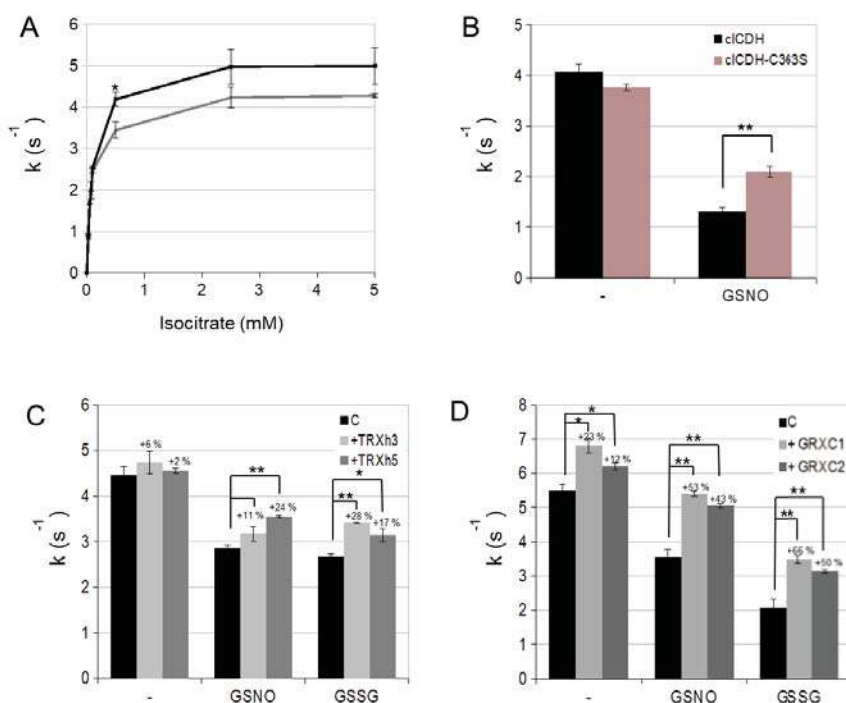 A
6
5
4
3
2
1
0
k (s⁻¹)
*
0 1 2 3 4 5
Isocitrate (mM)
B
5
4
3
2
1
0
k (s⁻¹)
cICDH
cICDH-C363S
**
- GSNO
C
6
5
4
3
2
1
0
k (s⁻¹)
C
+TRXh3
+TRXh5
+6 %
+2 %
**
+11 %
+24 %
*
**
+28 %
+17 %
- GSNO GSSG
D
8
7
6
5
4
3
2
1
0
k (s⁻¹)
C
+ GRXC1
+ GRXC2
*
*
+23 %
+12 %
**
**
+53 %
+43 %
**
**
+66 %
+50 %
- GSNO GSSG